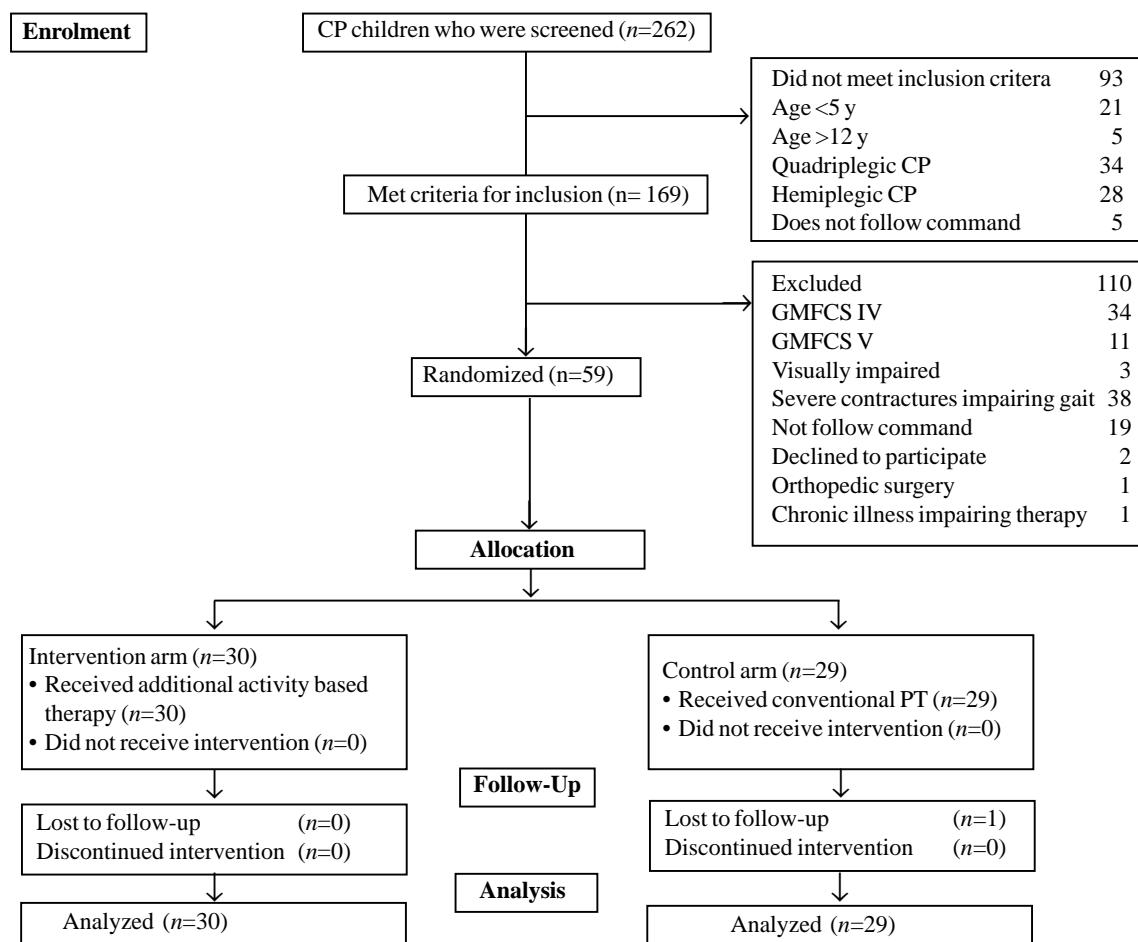 Enrolment
CP children who were screened (n=262)
Did not meet inclusion critera 93
Age <5 y 21
Age >12 y 5
Quadriplegic CP 34
Hemiplegic CP 28
Does not follow command 5
Met criteria for inclusion (n= 169)
Excluded 110
GMFCS IV 34
GMFCS V 11
Visually impaired 3
Severe contractures impairing gait 38
Not follow command 19
Declined to participate 2
Orthopedic surgery 1
Chronic illness impairing therapy 1
Randomized (n=59)
Allocation
Intervention arm (n=30)
• Received additional activity based
therapy (n=30)
• Did not receive intervention (n=0)
Control arm (n=29)
• Received conventional PT (n=29)
• Did not receive intervention (n=0)
Follow-Up
Lost to follow-up (n=0)
Discontinued intervention (n=0)
Lost to follow-up (n=1)
Discontinued intervention (n=0)
Analysis
Analyzed (n=30)
Analyzed (n=29)